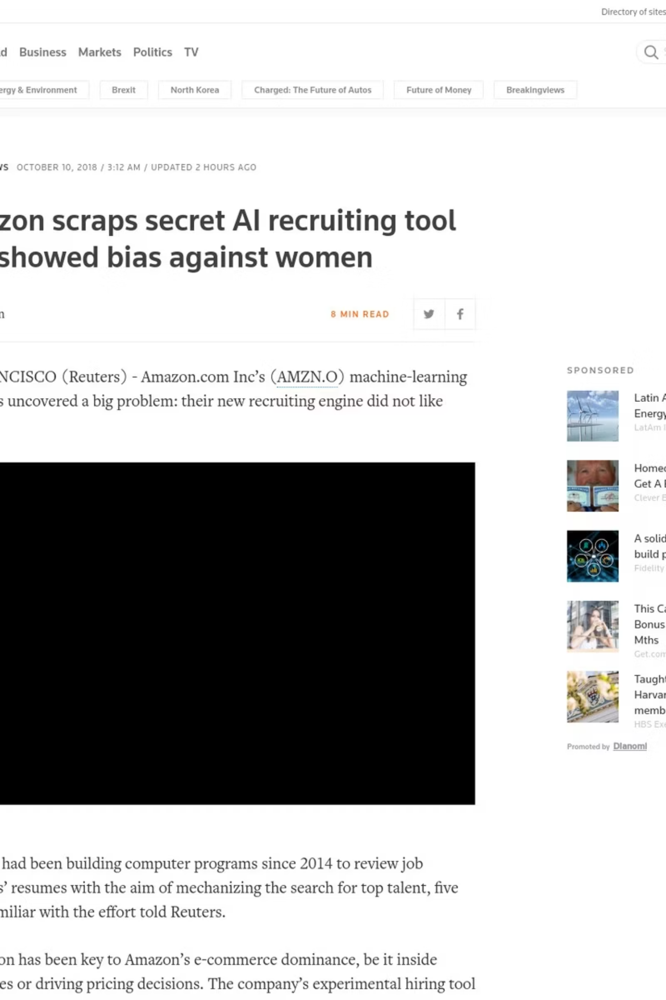 Directory of sites
Business Markets Politics TV
Energy & Environment Brexit North Korea Charged: The Future of Autos Future of Money Breakingviews
OCTOBER 10, 2018 / 3:12 AM / UPDATED 2 HOURS AGO
zon scraps secret AI recruiting tool
showed bias against women
8 MIN READ
NCISCO (Reuters) - Amazon.com Inc’s (AMZN.O) machine-learning
s uncovered a big problem: their new recruiting engine did not like
had been building computer programs since 2014 to review job
s’ resumes with the aim of mechanizing the search for top talent, five
miliar with the effort told Reuters.
on has been key to Amazon’s e-commerce dominance, be it inside
es or driving pricing decisions. The company’s experimental hiring tool
SPONSORED
Latin A
Energy
LatAm I
Homeo
Get A
Clever E
A solid
build p
Fidelity
This Ca
Bonus
Mths
Get.com
Taught
Harvar
memb
HBS Exe
Promoted by Dianomi